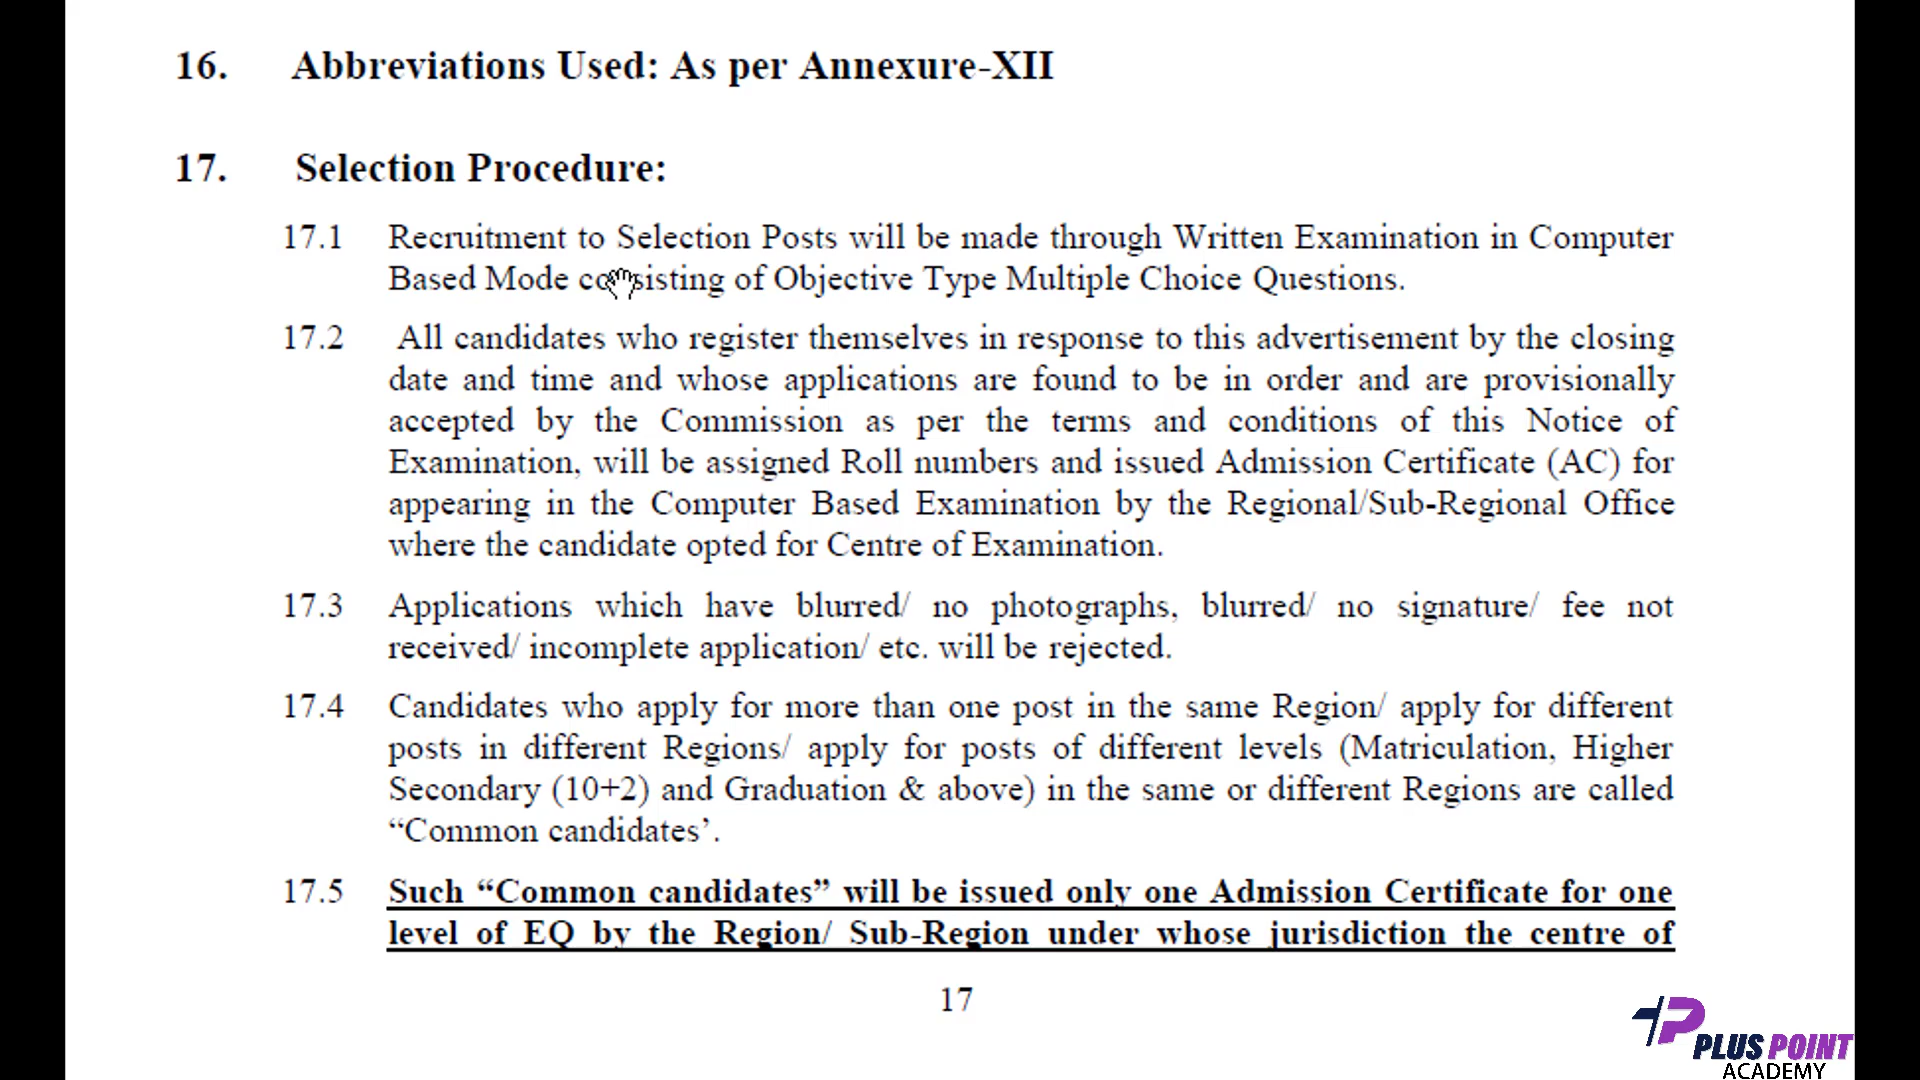 16. Abbreviations Used: As per Annexure-XII
17. Selection Procedure:
17.1 Recruitment to Selection Posts will be made through Written Examination in Computer
Based Mode consisting of Objective Type Multiple Choice Questions.
17.2 All candidates who register themselves in response to this advertisement by the closing
date and time and whose applications are found to be in order and are provisionally
accepted by the Commission as per the terms and conditions of this Notice of
Examination, will be assigned Roll numbers and issued Admission Certificate (AC) for
appearing in the Computer Based Examination by the Regional/Sub-Regional Office
where the candidate opted for Centre of Examination.
17.3 Applications which have blurred/ no photographs, blurred/ no signature/ fee not
received/ incomplete application/ etc. will be rejected.
17.4 Candidates who apply for more than one post in the same Region/ apply for different
posts in different Regions/ apply for posts of different levels (Matriculation, Higher
Secondary (10+2) and Graduation & above) in the same or different Regions are called
“Common candidates’.
17.5 Such “Common candidates” will be issued only one Admission Certificate for one
level of EQ by the Region/ Sub-Region under whose jurisdiction the centre of
17
PLUS POINT
ACADEMY